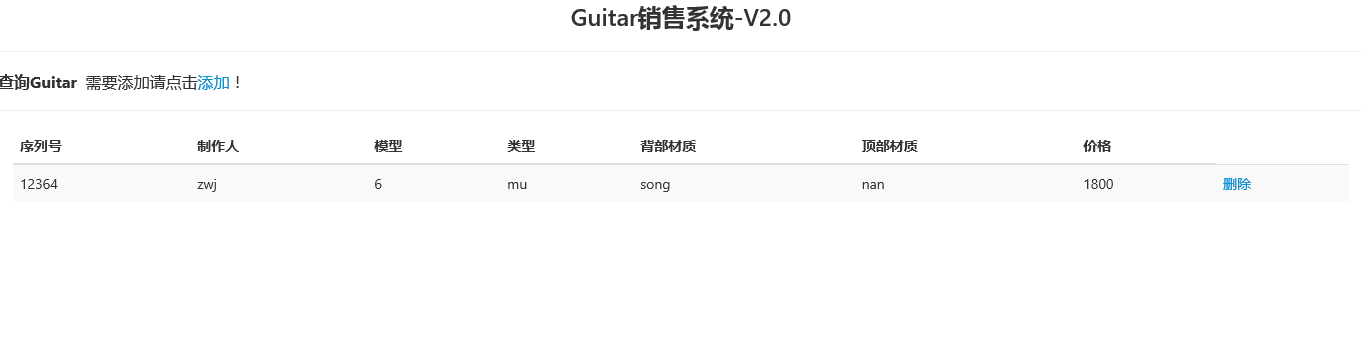 Guitar销售系统-V2.0
查询Guitar 需要添加请点击添加！
序列号 制作人 模型 类型 背部材质 顶部材质 价格
12364 zwj 6 mu song nan 1800 删除